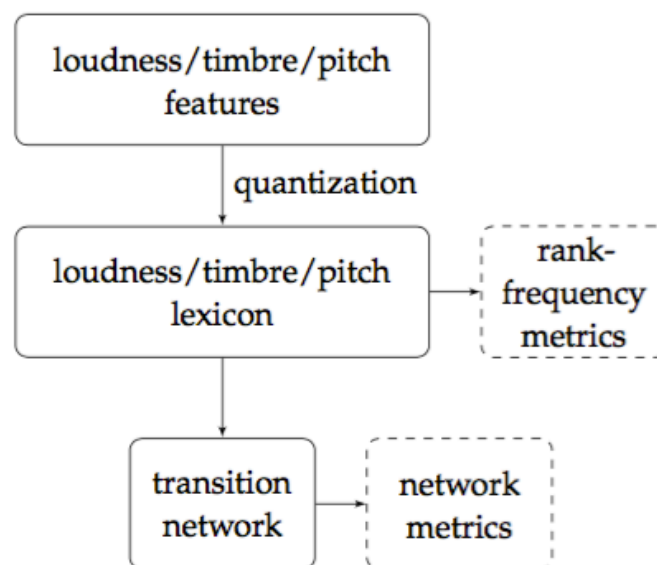 loudness/timbre/pitch
features
quantization
loudness/timbre/pitch
lexicon
rank-
frequency
metrics
transition
network
network
metrics